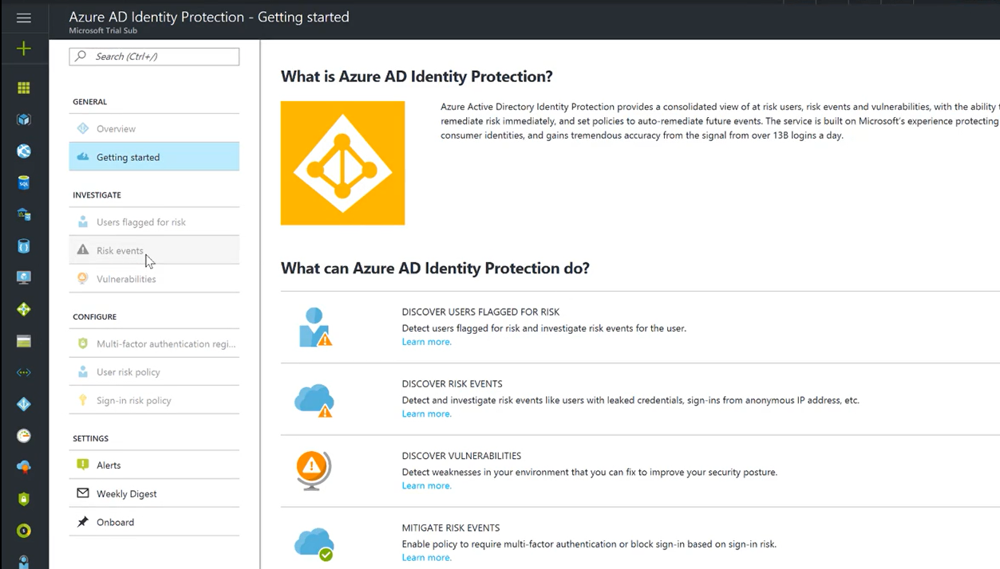 Azure AD Identity Protection - Getting started
Microsoft Trial Sub
Search (Ctrl+/)
GENERAL
Overview
Getting started
INVESTIGATE
Users flagged for risk
Risk events
Vulnerabilities
CONFIGURE
Multi-factor authentication regi...
User risk policy
Sign-in risk policy
SETTINGS
Alerts
Weekly Digest
Onboard
What is Azure AD Identity Protection?
Azure Active Directory Identity Protection provides a consolidated view of at risk users, risk events and vulnerabilities, with the ability t
remediate risk immediately, and set policies to auto-remediate future events. The service is built on Microsoft's experience protecting
consumer identities, and gains tremendous accuracy from the signal from over 13B logins a day.
What can Azure AD Identity Protection do?
DISCOVER USERS FLAGGED FOR RISK
Detect users flagged for risk and investigate risk events for the user.
Learn more.
DISCOVER RISK EVENTS
Detect and investigate risk events like users with leaked credentials, sign-ins from anonymous IP address, etc.
Learn more.
DISCOVER VULNERABILITIES
Detect weaknesses in your environment that you can fix to improve your security posture.
Learn more.
MITIGATE RISK EVENTS
Enable policy to require multi-factor authentication or block sign-in based on sign-in risk.
Learn more.
SQL